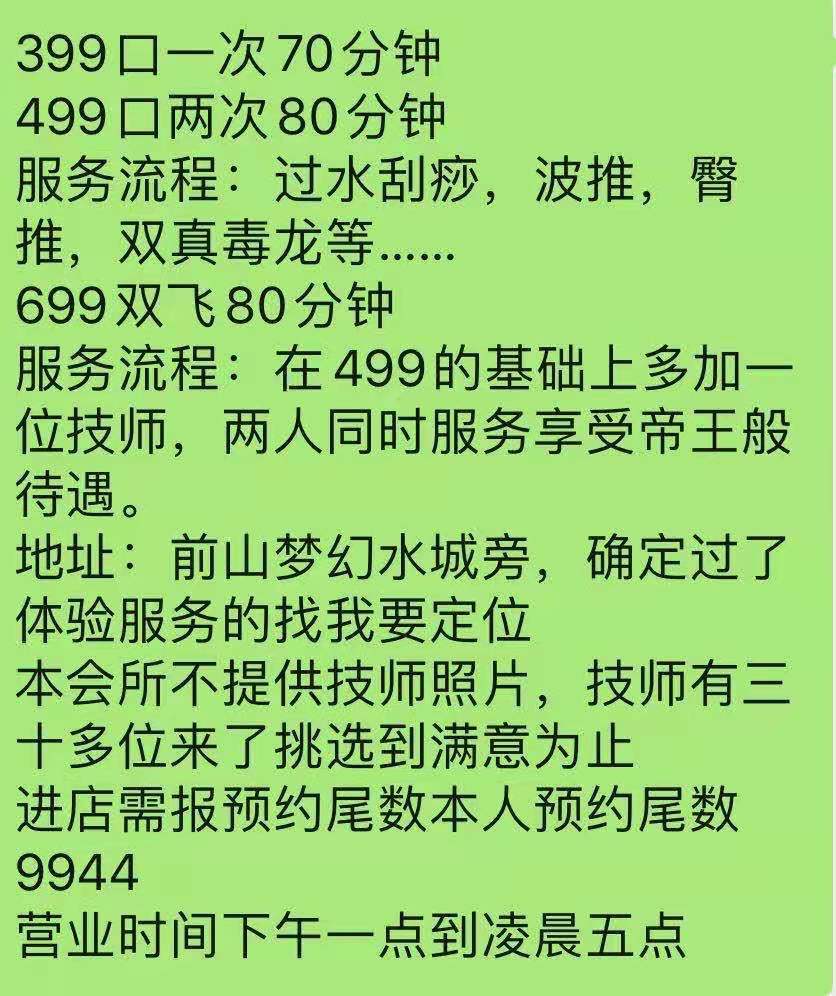 399口一次70分钟
499口两次80分钟
服务流程：过水刮痧，波推，臀
推，双真毒龙等……
699双飞80分钟
服务流程：在499的基础上多加一
位技师，两人同时服务享受帝王般
待遇。
地址：前山梦幻水城旁，确定过了
体验服务的找我要定位
本会所不提供技师照片，技师有三
十多位来了挑选到满意为止
进店需报预约尾数本人预约尾数
9944
营业时间下午一点到凌晨五点